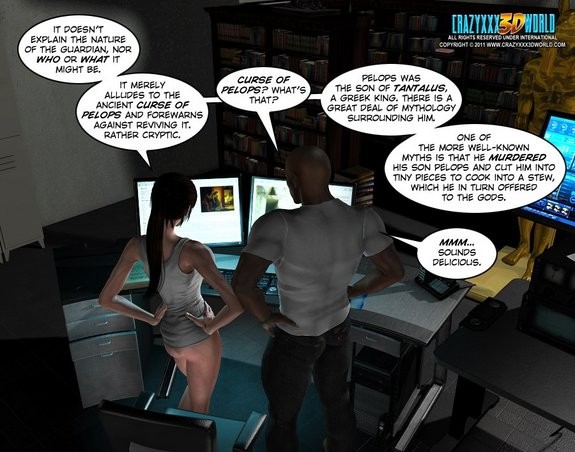 CRAZYXXX3DWORLD
ALL RIGHTS RESERVED UNDER INTERNATIONAL
COPYRIGHT © 2011 WWW.CRAZYXXX3DWORLD.COM
IT DOESN'T
EXPLAIN THE NATURE
OF THE GUARDIAN, NOR
WHO OR WHAT IT
MIGHT BE.
IT MERELY
ALLUDES TO THE
ANCIENT CURSE OF
PELOPS AND FOREWARNS
AGAINST REVIVING IT.
RATHER CRYPTIC.
CURSE OF
PELOPS? WHAT'S
THAT?
PELOPS WAS
THE SON OF TANTALUS,
A GREEK KING. THERE IS A
GREAT DEAL OF MYTHOLOGY
SURROUNDING HIM.
ONE OF
THE MORE WELL-KNOWN
MYTHS IS THAT HE MURDERED
HIS SON PELOPS AND CUT HIM INTO
TINY PIECES TO COOK INTO A STEW,
WHICH HE IN TURN OFFERED
TO THE GODS.
MMM...
SOUNDS
DELICIOUS.